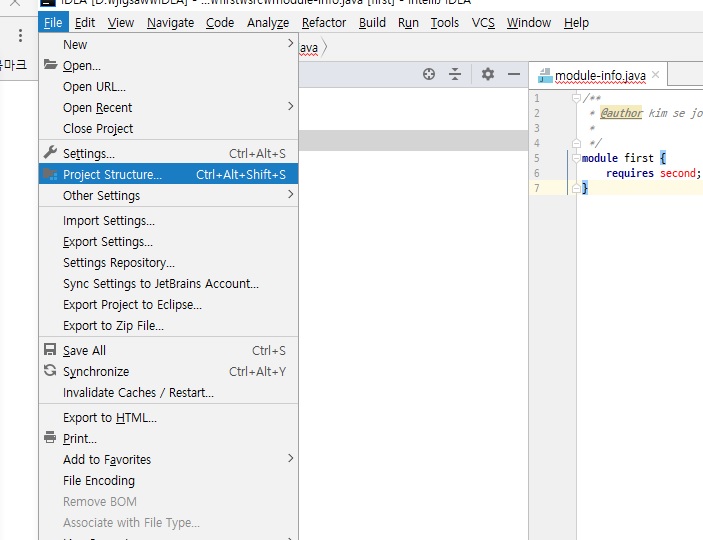 IDEA [D:\jigsaw\IDEA] - ...\first\src\module-info.java [first] - IntelliJ IDEA
File Edit View Navigate Code Analyze Refactor Build Run Tools VCS Window Help
ava
마크
New
Open...
Open URL...
Open Recent
Close Project
Settings... Ctrl+Alt+S
Project Structure... Ctrl+Alt+Shift+S
Other Settings
Import Settings...
Export Settings...
Settings Repository...
Sync Settings to JetBrains Account...
Export Project to Eclipse...
Export to Zip File...
Save All Ctrl+S
Synchronize Ctrl+Alt+Y
Invalidate Caches / Restart...
Export to HTML...
Print...
Add to Favorites
File Encoding
Remove BOM
Associate with File Type...
module-info.java
1 /**
2 * @author kim se jo
3 *
4 */
5 module first {
6 requires second;
7 }